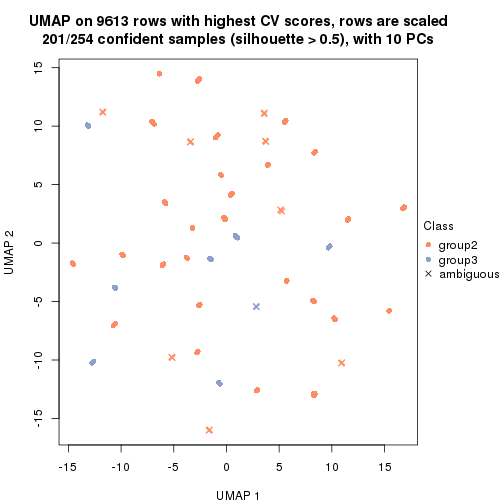 UMAP on 9613 rows with highest CV scores, rows are scaled
201/254 confident samples (silhouette > 0.5), with 10 PCs
15
10
5
0
-5
-10
-15
UMAP 2
-15
-10
-5
0
5
10
15
UMAP 1
Class
group2
group3
ambiguous